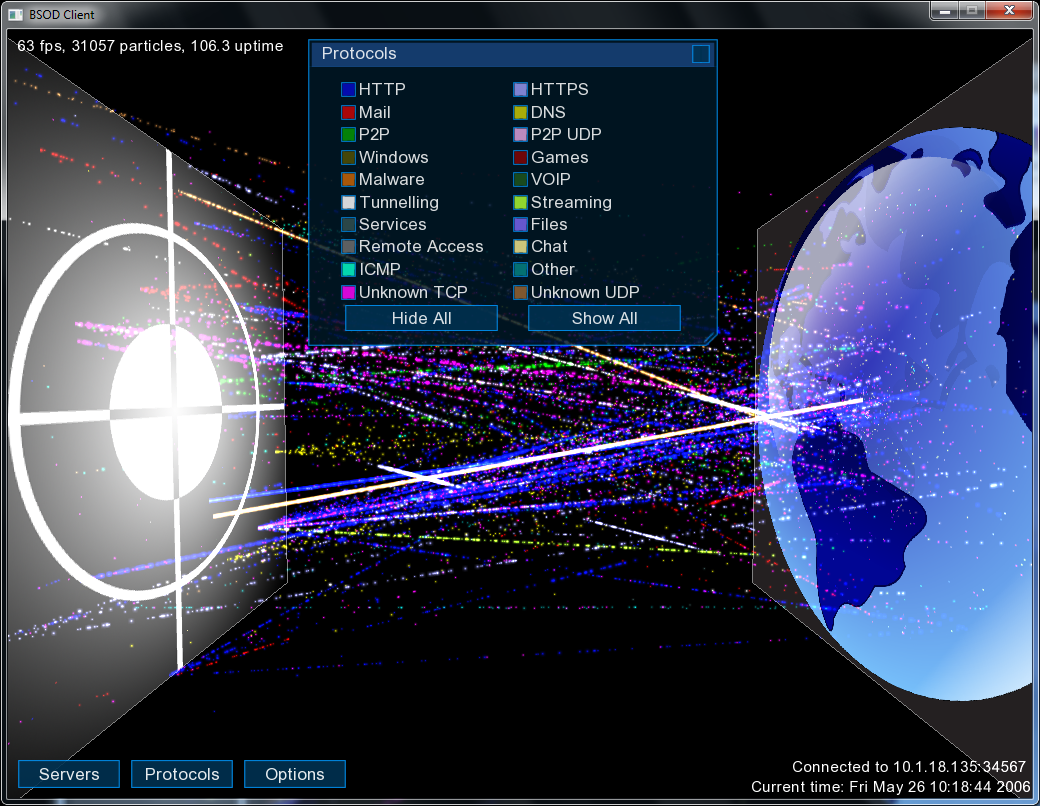 BSOD Client
63 fps, 31057 particles, 106.3 uptime
Protocols
HTTP HTTPS
Mail DNS
P2P P2P UDP
Windows Games
Malware VOIP
Tunnelling Streaming
Services Files
Remote Access Chat
ICMP Other
Unknown TCP Unknown UDP
Hide All Show All
Servers Protocols Options
Connected to 10.1.18.135:34567
Current time: Fri May 26 10:18:44 2006